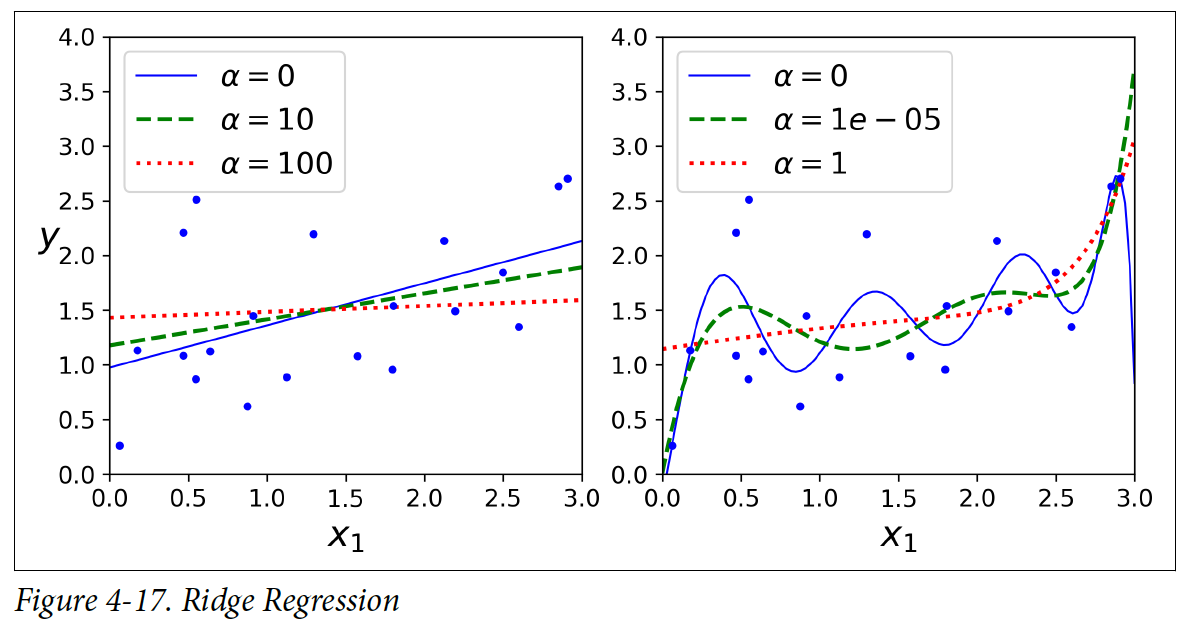 4.0
3.5
3.0
2.5
2.0
1.5
1.0
0.5
0.0
y
α = 0
α = 10
α = 100
0.0 0.5 1.0 1.5 2.0 2.5 3.0
x₁
4.0
3.5
3.0
2.5
2.0
1.5
1.0
0.5
0.0
α = 0
α = 1e − 05
α = 1
0.0 0.5 1.0 1.5 2.0 2.5 3.0
x₁
Figure 4-17. Ridge Regression